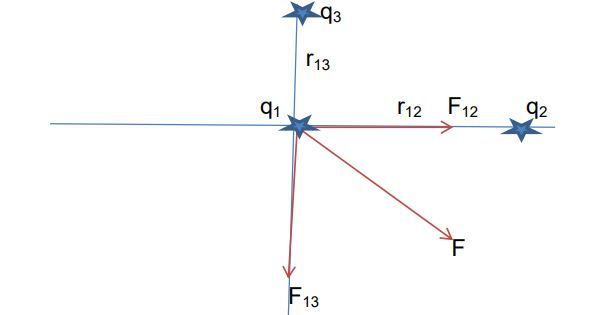 q₃
r₁₃
q₁ r₁₂ F₁₂ q₂
F
F₁₃